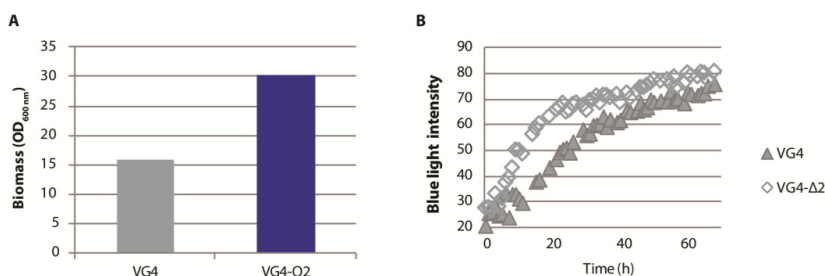 A
Biomass (OD600 nm)
35
30
25
20
15
10
5
0
VG4
VG4-O2
B
Blue light intensity
90
80
70
60
50
40
30
20
0
20
40
60
Time (h)
VG4
VG4-Δ2